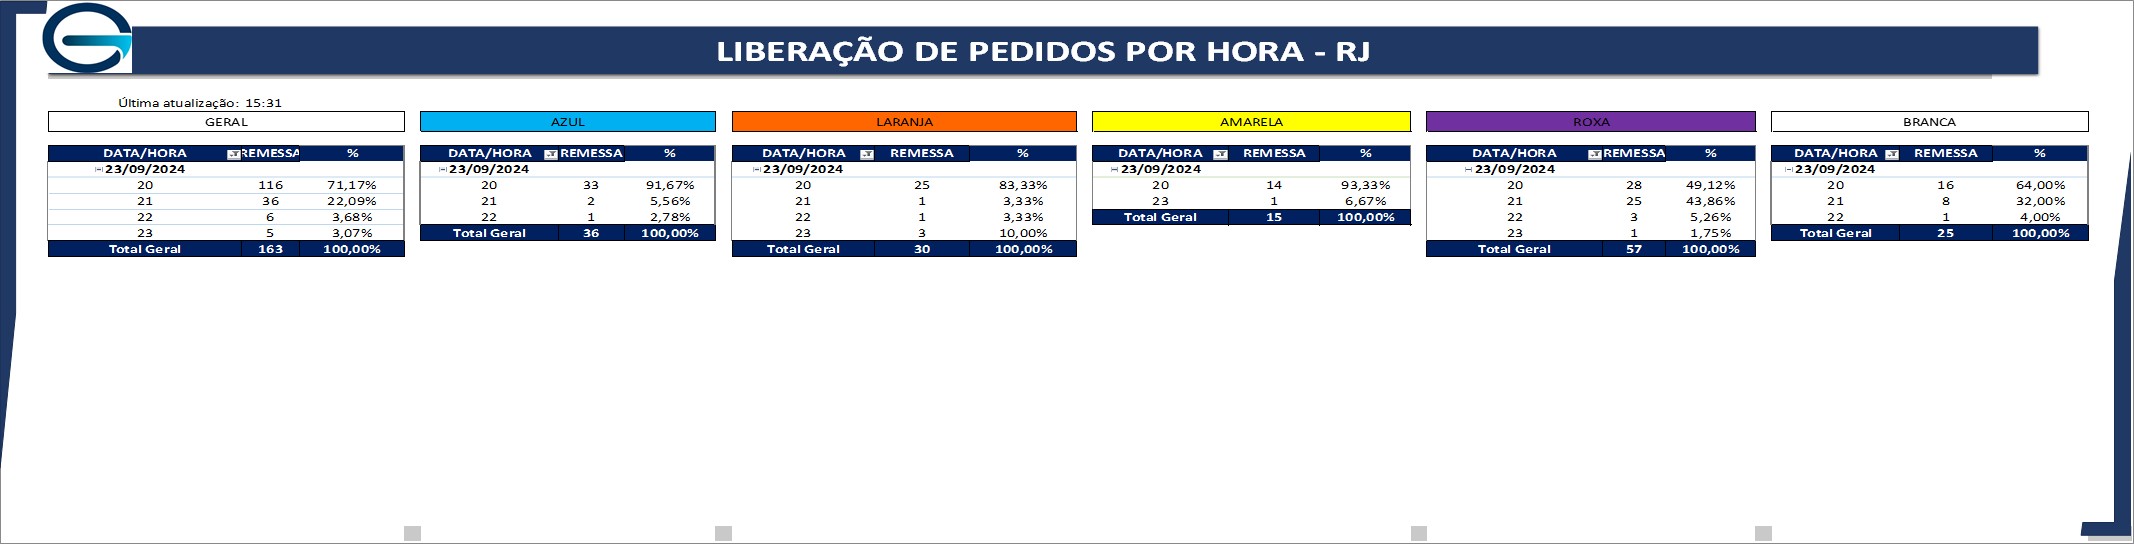 LIBERAÇÃO DE PEDIDOS POR HORA - RJ
Última atualização: 15:31
GERAL
DATA/HORA REMESSA %
23/09/2024
20 116 71,17%
21 36 22,09%
22 6 3,68%
23 5 3,07%
Total Geral 163 100,00%
AZUL
DATA/HORA REMESSA %
23/09/2024
20 33 91,67%
21 2 5,56%
22 1 2,78%
Total Geral 36 100,00%
LARANJA
DATA/HORA REMESSA %
23/09/2024
20 25 83,33%
21 1 3,33%
22 1 3,33%
23 3 10,00%
Total Geral 30 100,00%
AMARELA
DATA/HORA REMESSA %
23/09/2024
20 14 93,33%
23 1 6,67%
Total Geral 15 100,00%
ROXA
DATA/HORA REMESSA %
23/09/2024
20 28 49,12%
21 25 43,86%
22 3 5,26%
23 1 1,75%
Total Geral 57 100,00%
BRANCA
DATA/HORA REMESSA %
23/09/2024
20 16 64,00%
21 8 32,00%
22 1 4,00%
Total Geral 25 100,00%